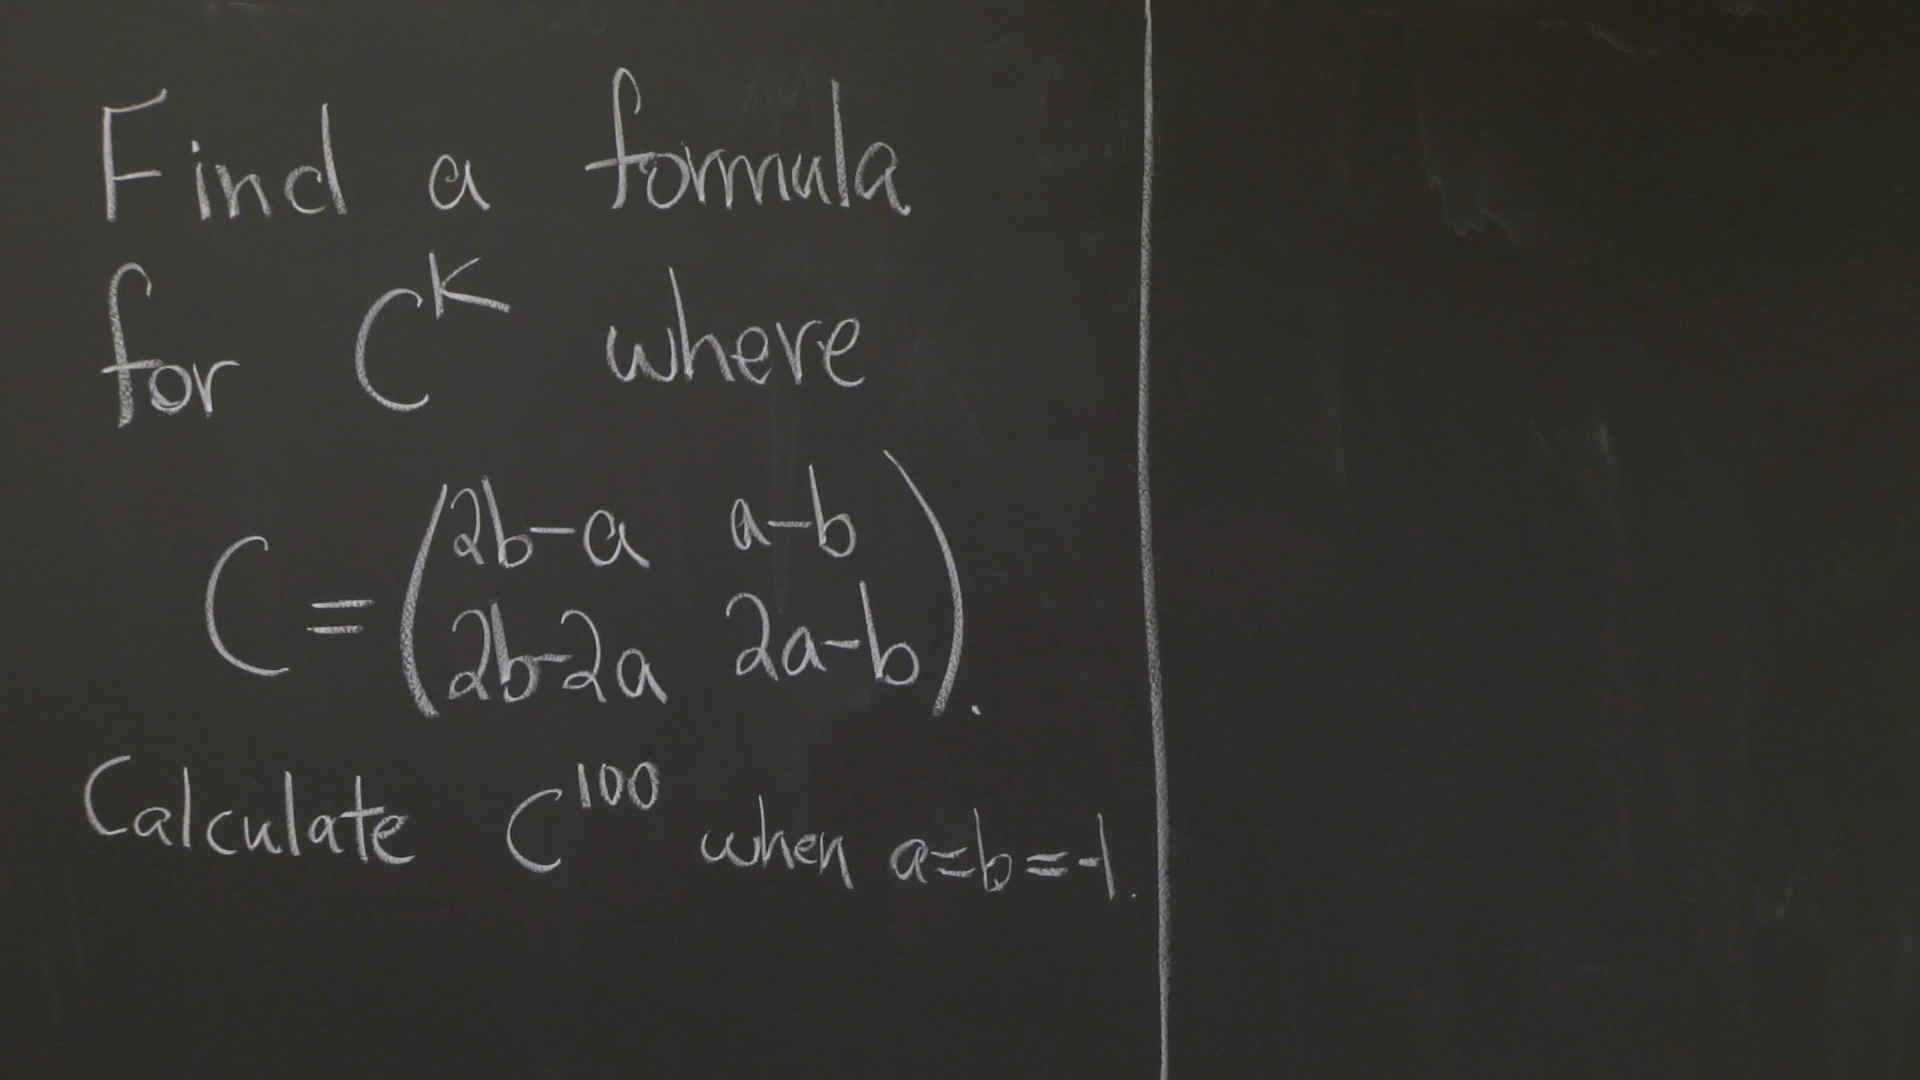 Find a formula
for C^K where
C = (2b-a a-b
2b-2a 2a-b).
Calculate C^100 when a=b=-1.